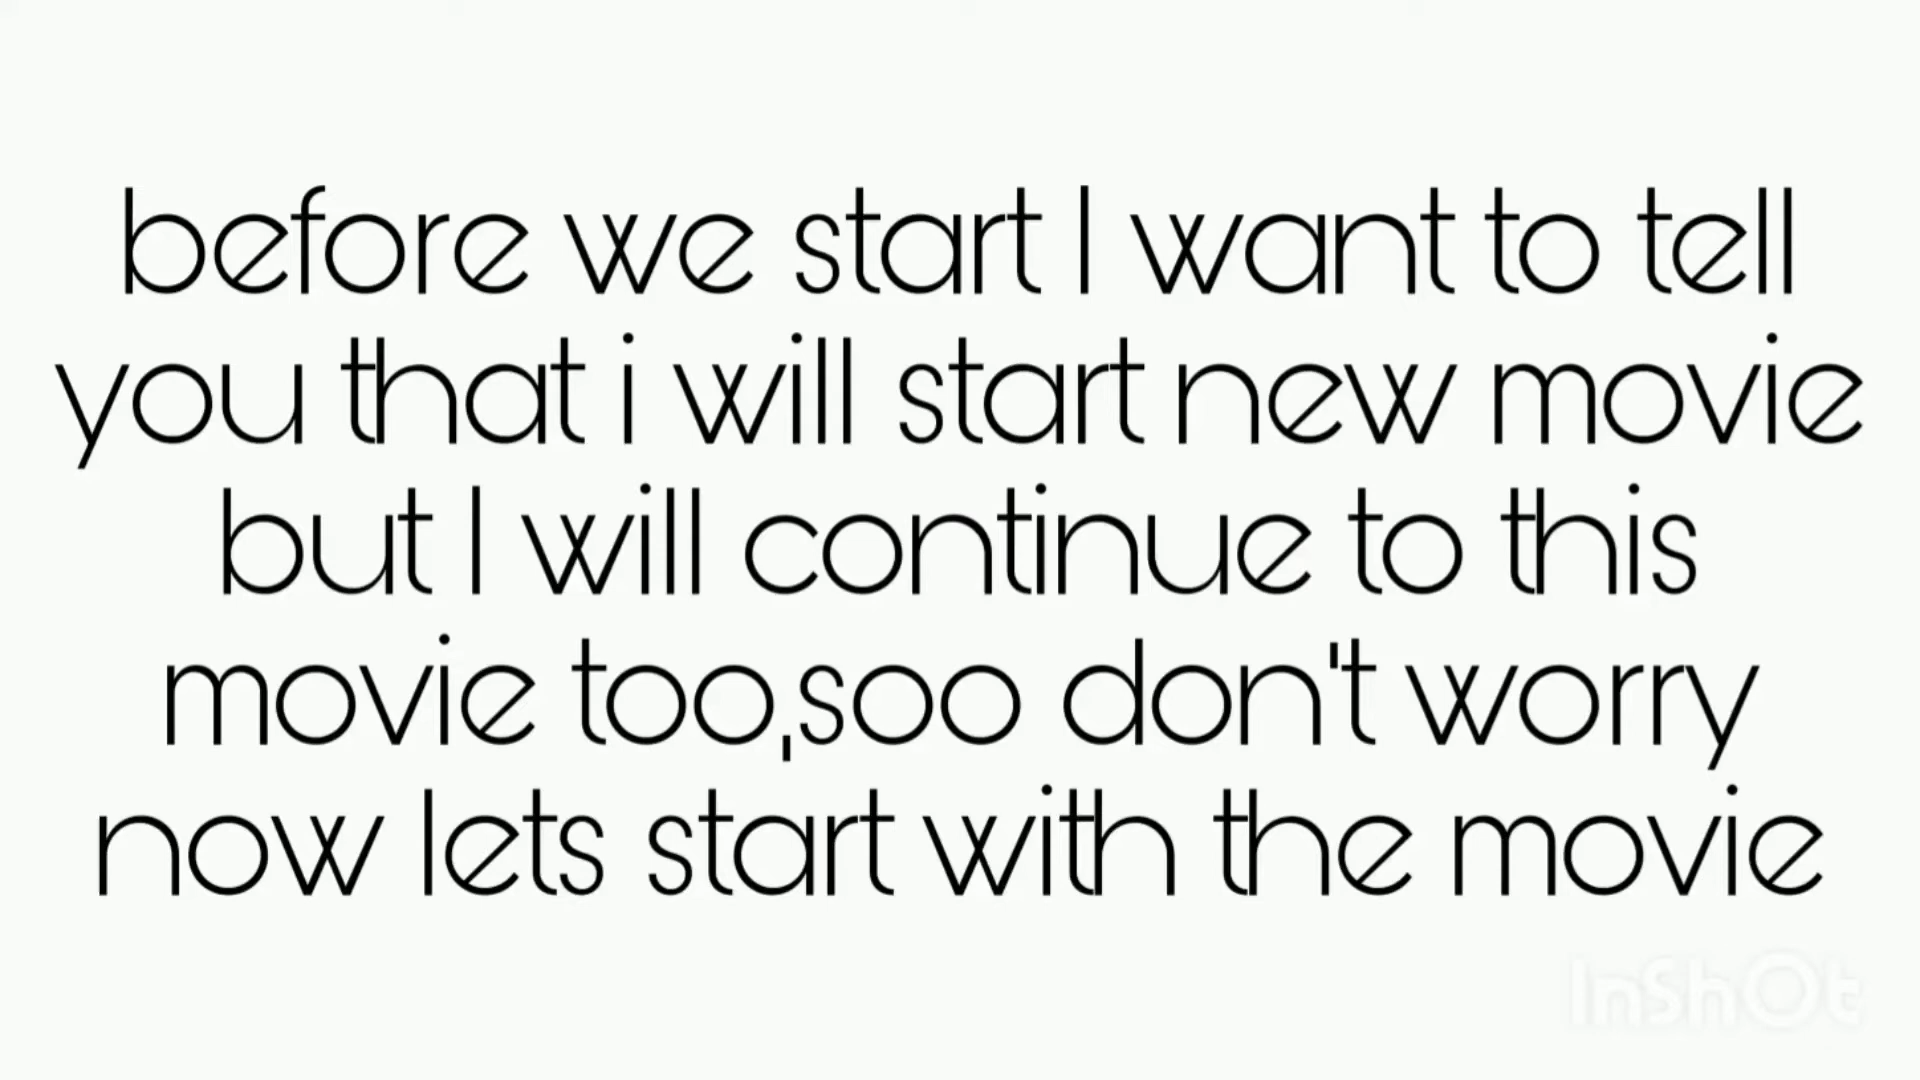 before we start I want to tell
you that i will start new movie
but I will continue to this
movie too,soo don't worry
now lets start with the movie
InShOt